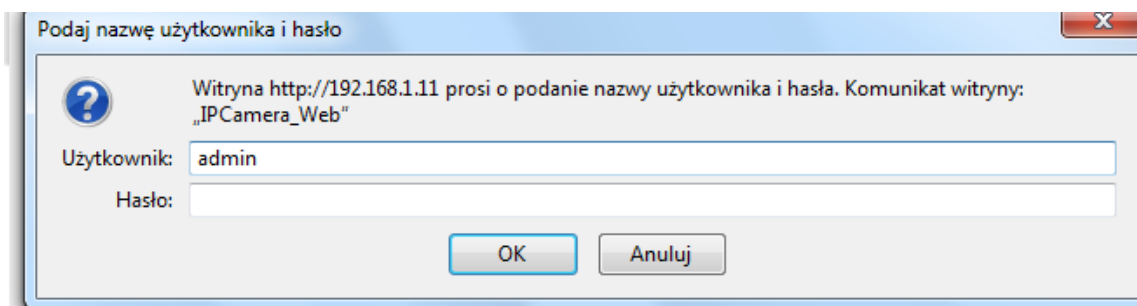 Podaj nazwę użytkownika i hasło
Witryna http://192.168.1.11 prosi o podanie nazwy użytkownika i hasła. Komunikat witryny:
„IPCamera_Web”
Użytkownik: admin
Hasło:
OK Anuluj